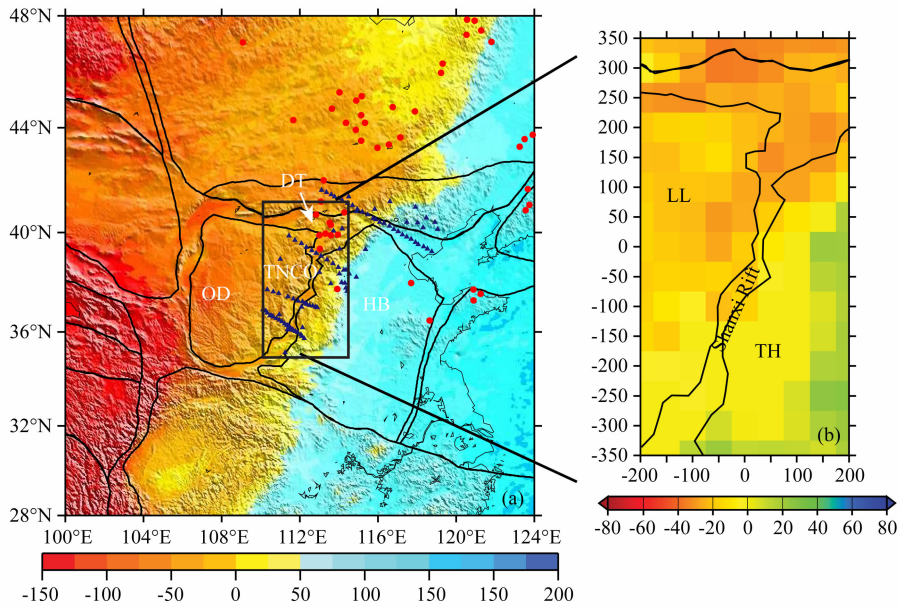 48°N
44°N
40°N
36°N
32°N
28°N
100°E 104°E 108°E 112°E 116°E 120°E 124°E
DT
OD
TNCO
HB
(a)
-150 -100 -50 0 50 100 150 200
350
300
250
200
150
100
50
0
-50
-100
-150
-200
-250
-300
-350
-200 -100 0 100 200
LL
Shanxi Rift
TH
(b)
-80 -60 -40 -20 0 20 40 60 80